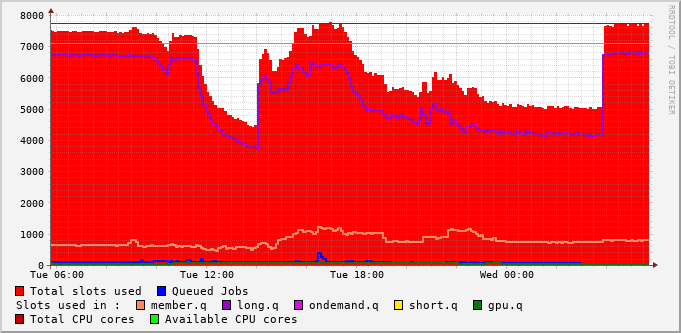 8000
7000
6000
5000
4000
3000
2000
1000
0
Tue 06:00 Tue 12:00 Tue 18:00 Wed 00:00
RRDTOOL / TOBI OETIKER
Total slots used Queued Jobs
Slots used in : member.q long.q ondemand.q short.q gpu.q
Total CPU cores Available CPU cores